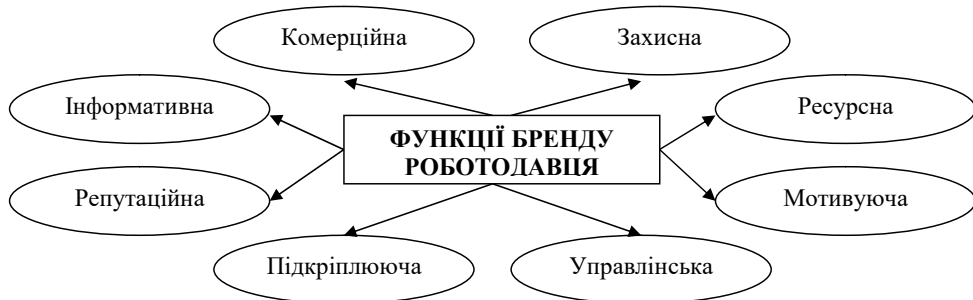 Комерційна
Захисна
Інформативна
Ресурсна
ФУНКЦІЇ БРЕНДУ
РОБОТОДАВЦЯ
Репутаційна
Мотивуюча
Підкріплююча
Управлінська